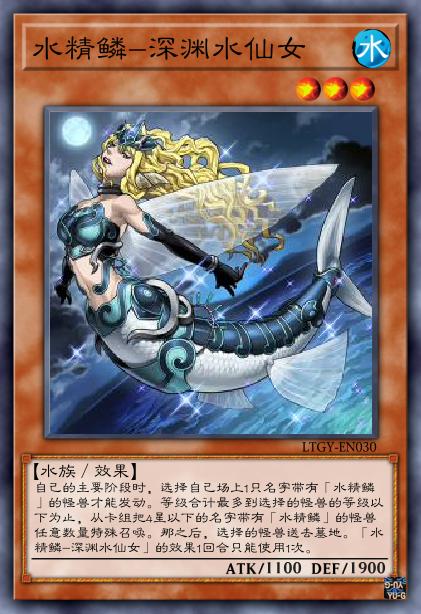 水精鳞-深渊水仙女
水
LTGY-EN030
【水族／效果】
自己的主要阶段时，选择自己场上1只名字带有「水精鳞
」的怪兽才能发动。等级合计最多到选择的怪兽的等级以
下为止，从卡组把4星以下的名字带有「水精鳞」的怪兽
任意数量特殊召唤。那之后，选择的怪兽送去墓地。「水
精鳞-深渊水仙女」的效果1回合只能使用1次。
ATK/1100 DEF/1900